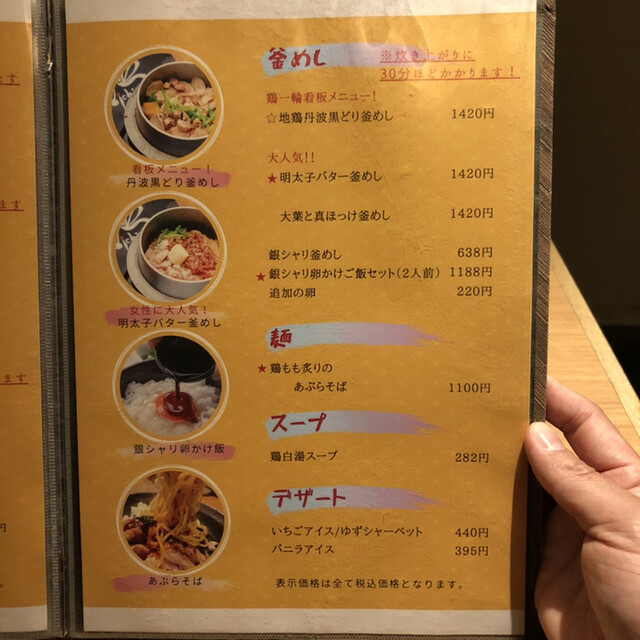 釜めし
※炊き上がりに
30分ほどかかります！
鶏一輪看板メニュー！
☆地鶏丹波黒どり釜めし 1420円
大人気!!
★明太子バター釜めし 1420円
大葉と真ほっけ釜めし 1420円
銀シャリ釜めし 638円
★銀シャリ卵かけご飯セット(2人前) 1188円
追加の卵 220円
麺
★鶏もも炙りの
あぶらそば 1100円
スープ
鶏白湯スープ 282円
デザート
いちごアイス/ゆずシャーベット 440円
バニラアイス 395円
表示価格は全て税込価格となります。
看板メニュー！
丹波黒どり釜めし
女性に大人気！
明太子バター釜めし
銀シャリ卵かけ飯
あぶらそば
ます
ます
ます
円